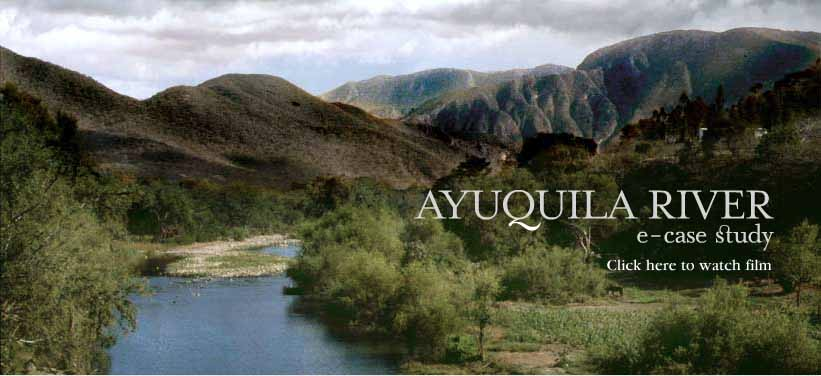 AYUQUILA RIVER
e-case study
Click here to watch film